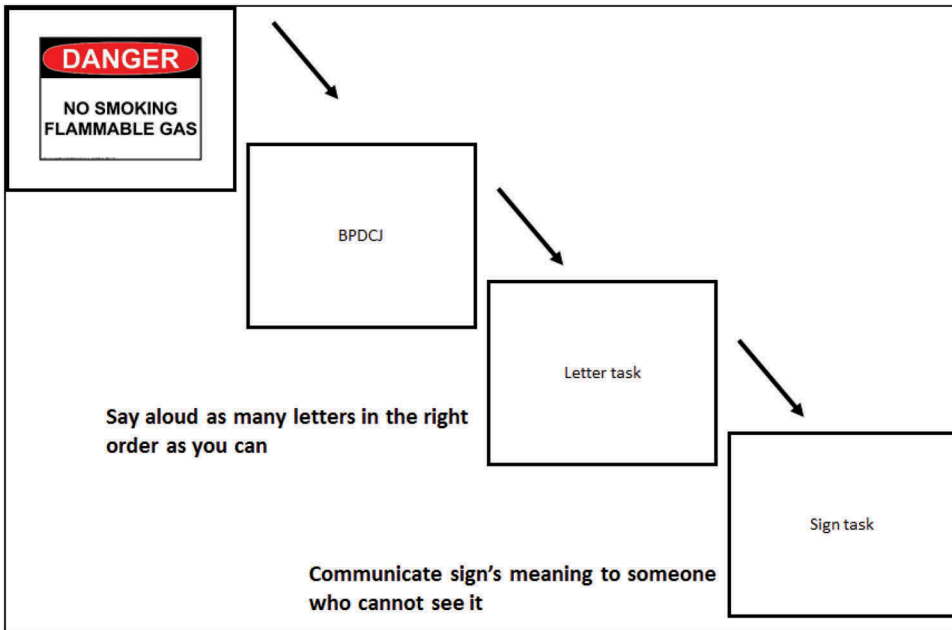 DANGER
NO SMOKING
FLAMMABLE GAS
BPDCJ
Letter task
Say aloud as many letters in the right
order as you can
Sign task
Communicate sign's meaning to someone
who cannot see it